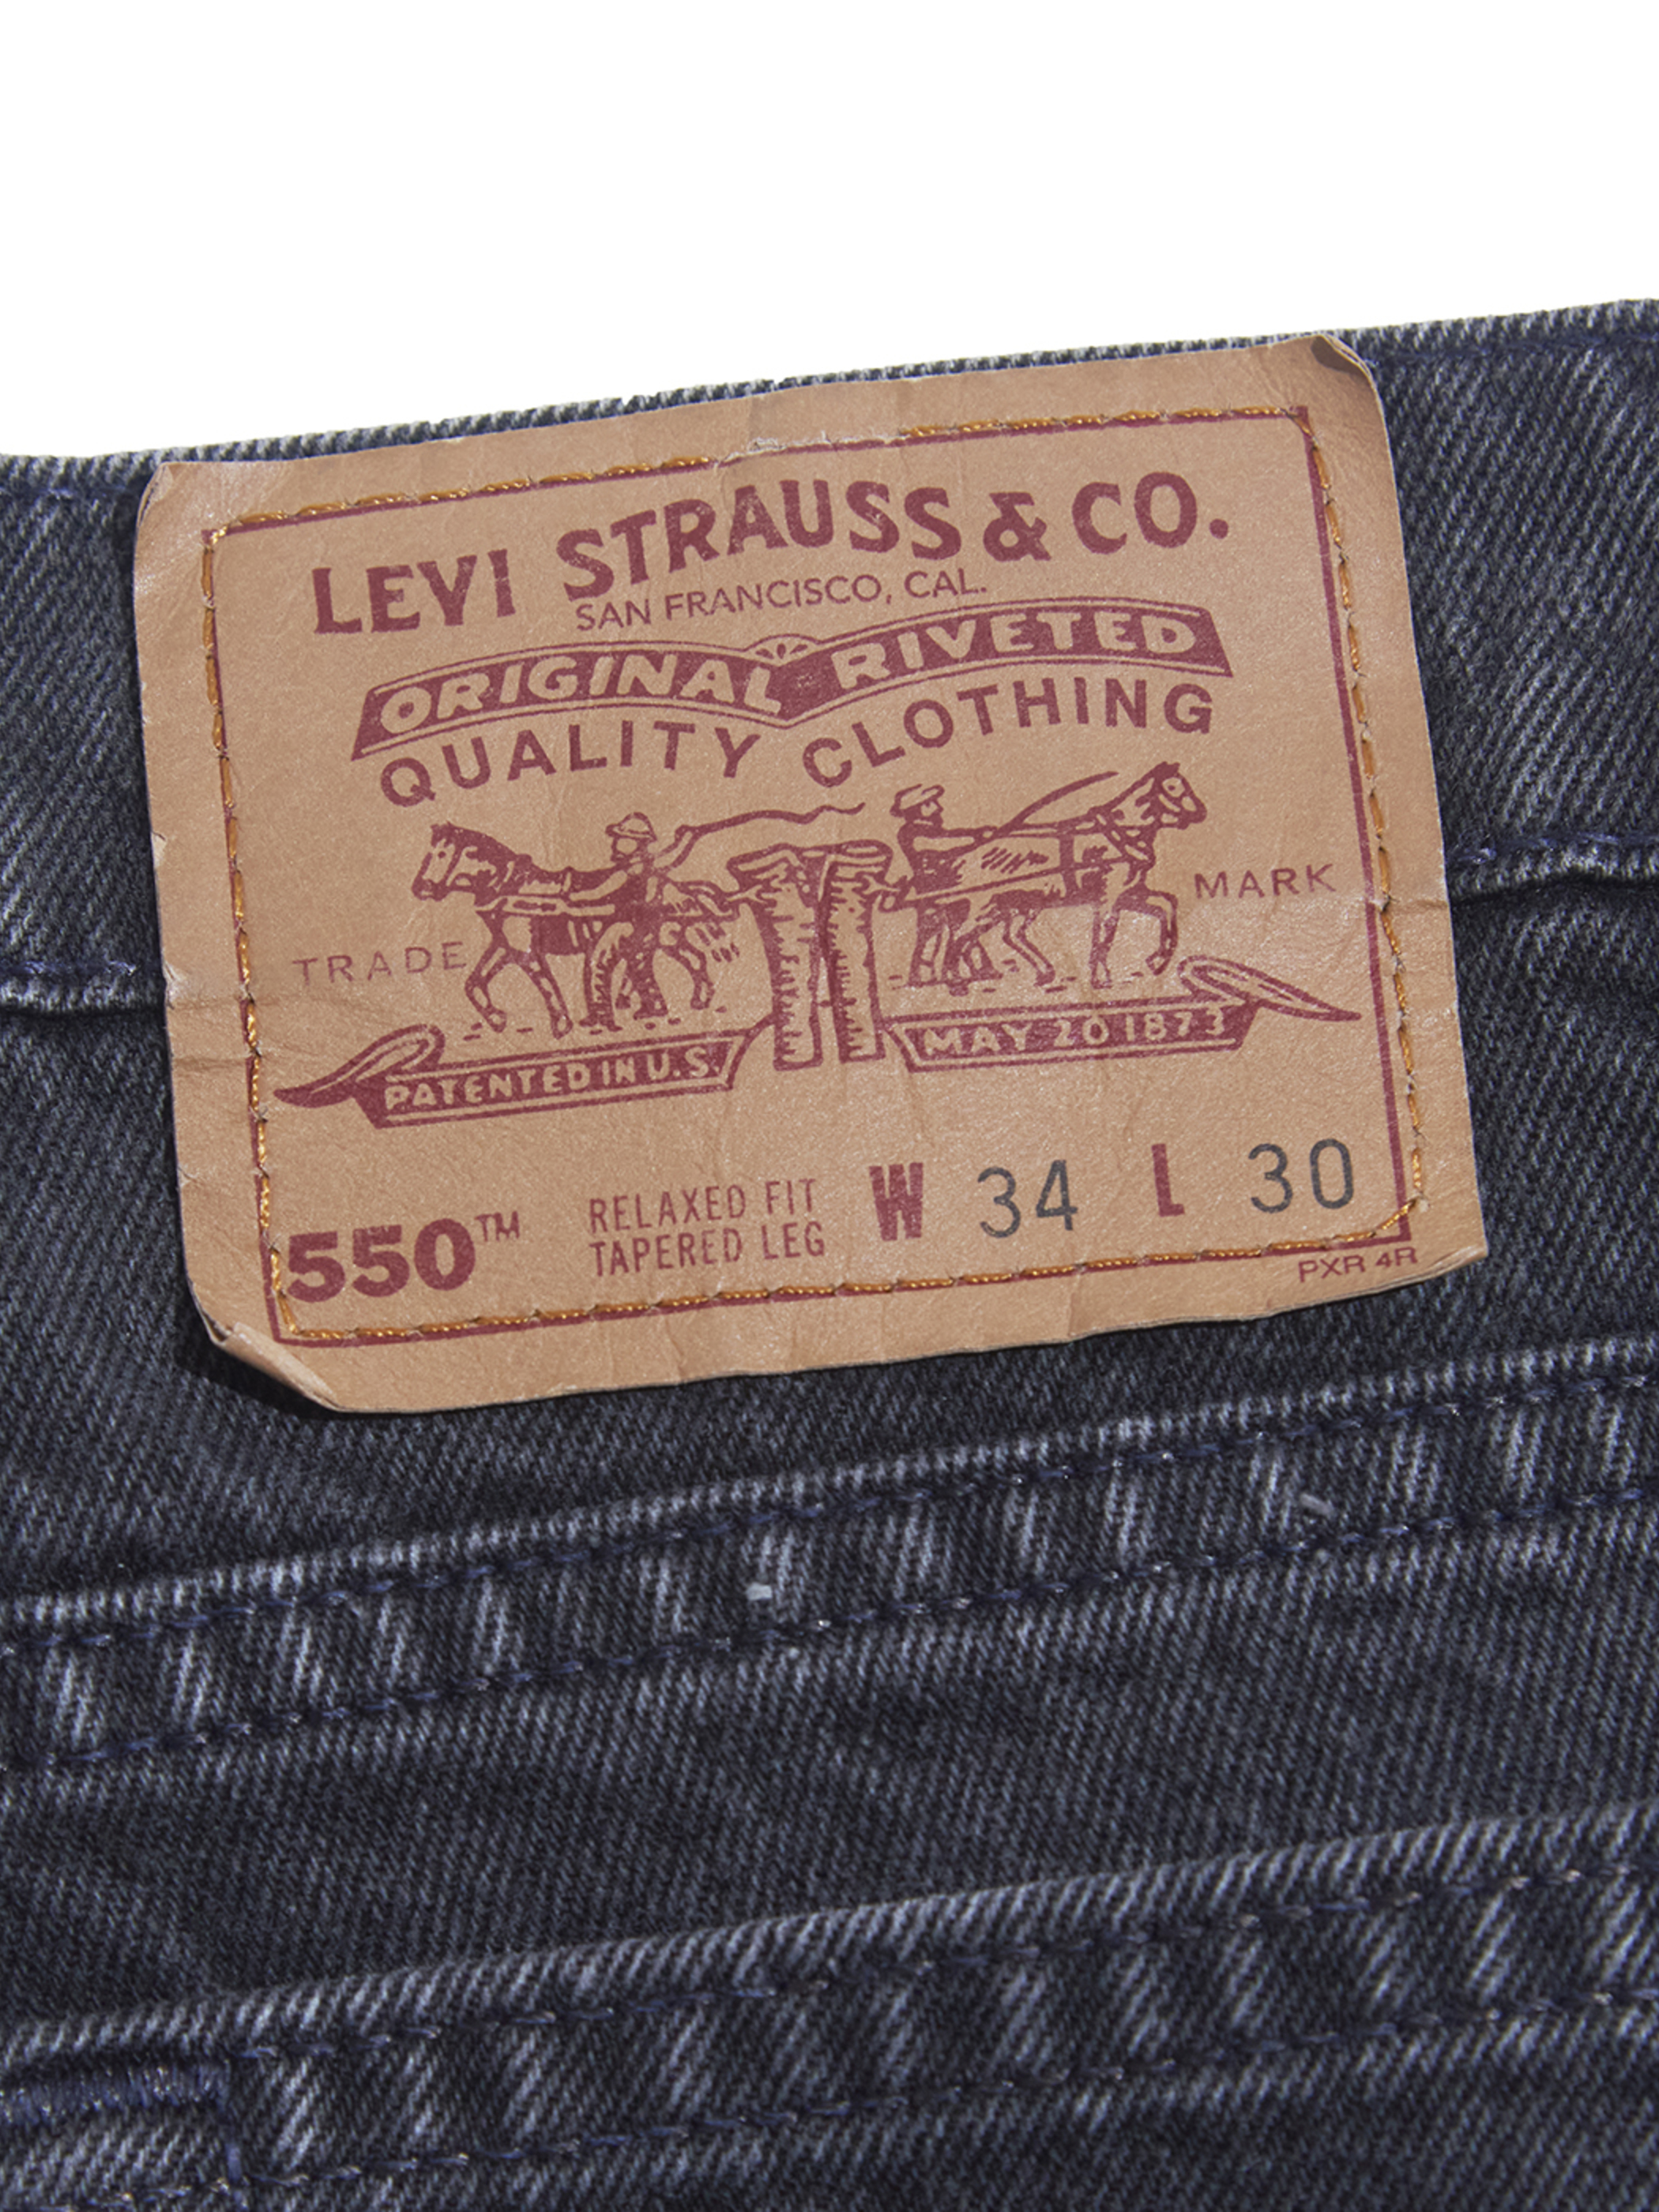 LEVI STRAUSS & CO.
SAN FRANCISCO, CAL.
ORIGINAL RIVETED
QUALITY CLOTHING
TRADE MARK
PATENTED IN U.S. MAY 20 1873
550™ RELAXED FIT W 34 L 30
TAPERED LEG
PXR 4R